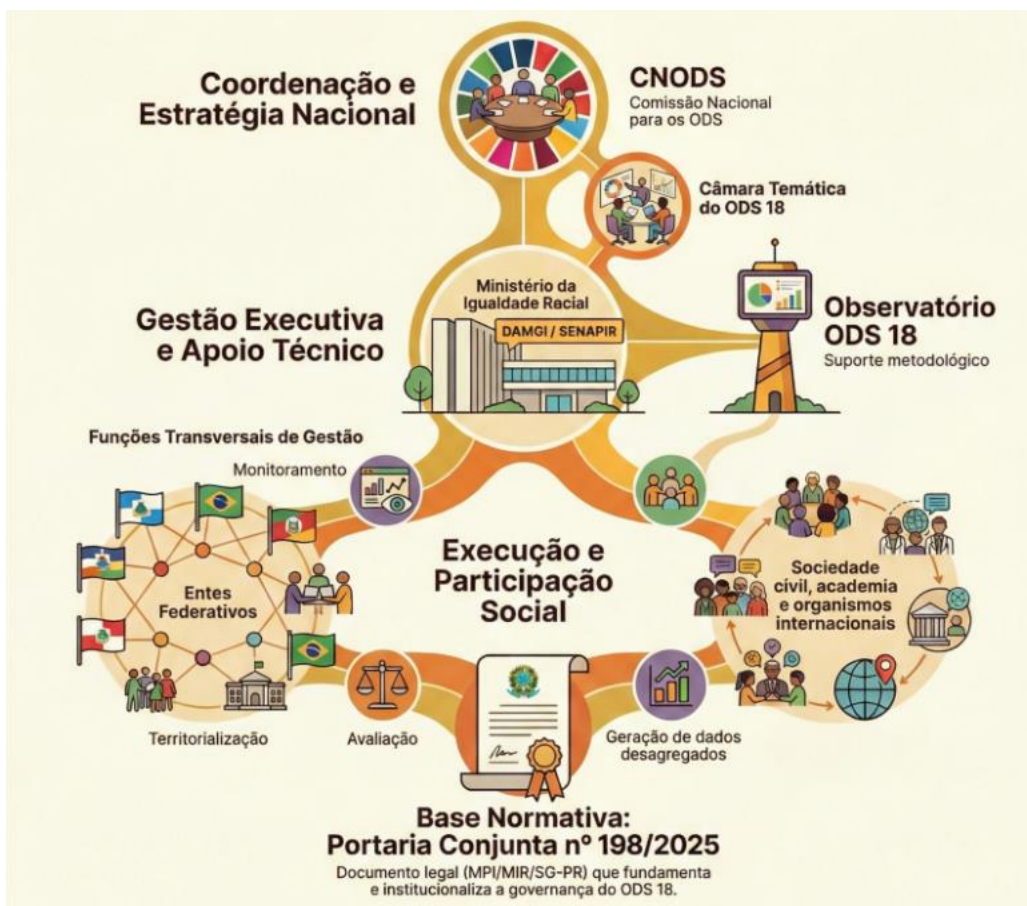 Coordenação e
Estratégia Nacional
CNODS
Comissão Nacional
para os ODS
Câmara Temática
do ODS 18
Ministério da
Igualdade Racial
DAMGI / SENAPIR
Gestão Executiva
e Apoio Técnico
Observatório
ODS 18
Suporte metodológico
Funções Transversais de Gestão
Monitoramento
Execução e
Participação
Social
Entes
Federativos
Sociedade
civil, academia
e organismos
internacionais
Territorialização
Avaliação
Geração de dados
desagregados
Base Normativa:
Portaria Conjunta nº 198/2025
Documento legal (MPI/MIR/SG-PR) que fundamenta
e institucionaliza a governança do ODS 18.